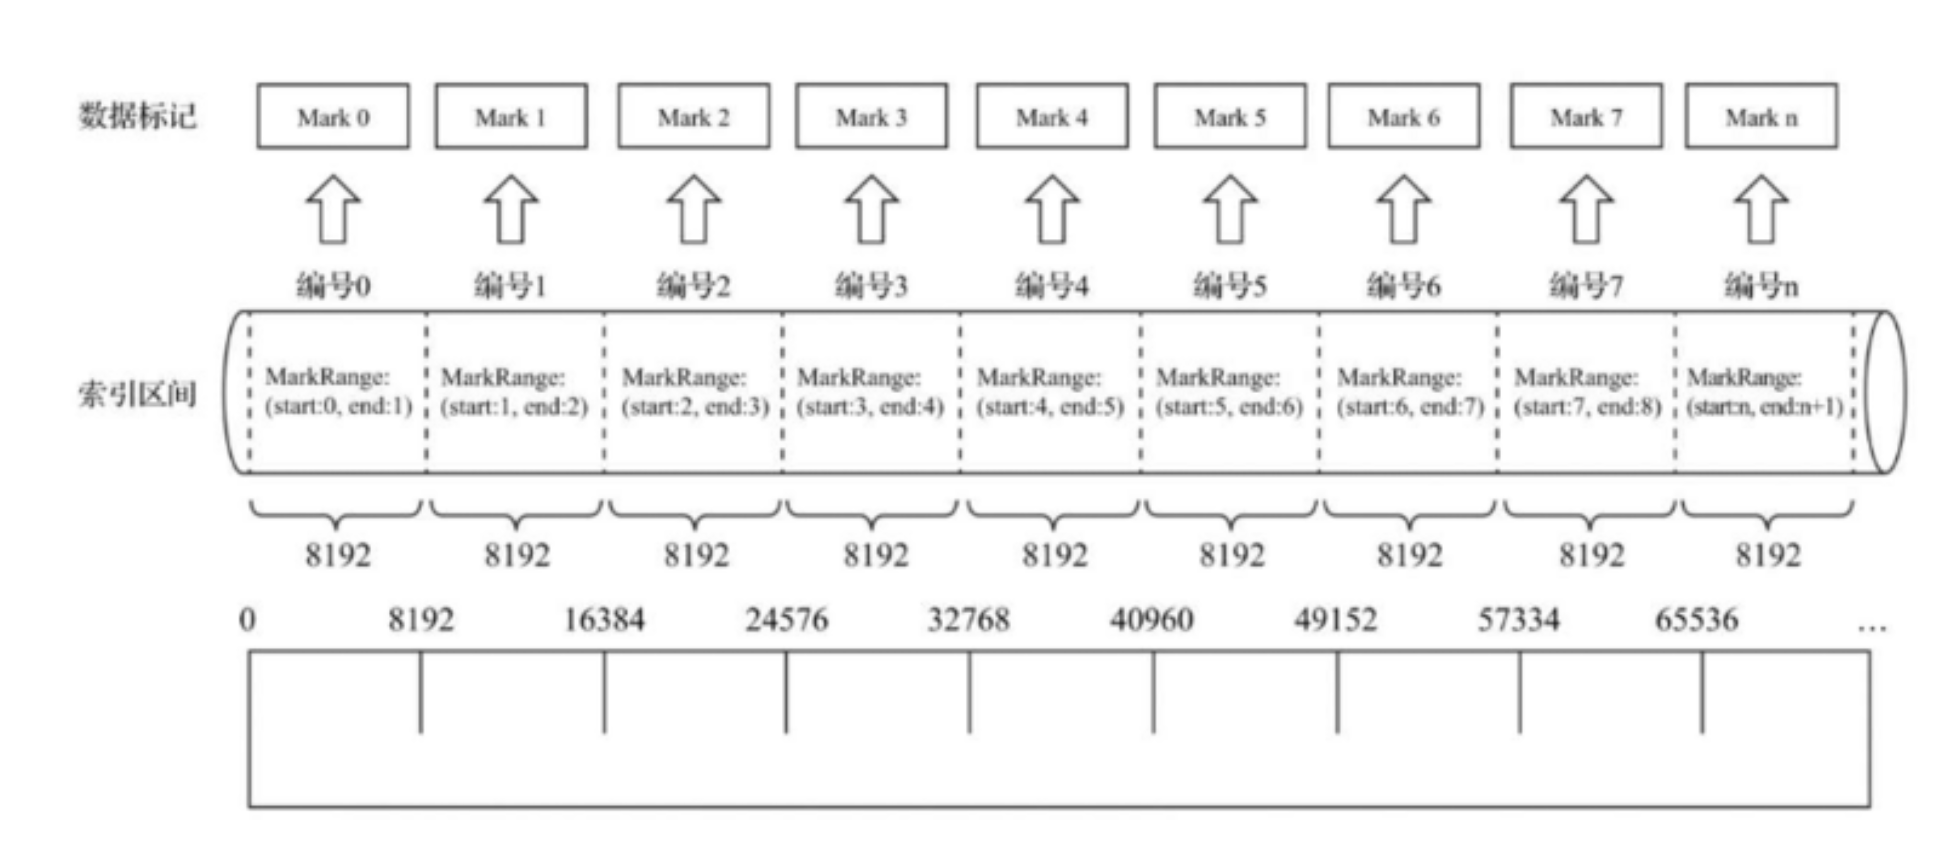 数据标记 Mark 0 Mark 1 Mark 2 Mark 3 Mark 4 Mark 5 Mark 6 Mark 7 Mark n
编号0 编号1 编号2 编号3 编号4 编号5 编号6 编号7 编号n
索引区间
MarkRange: MarkRange: MarkRange: MarkRange: MarkRange: MarkRange: MarkRange: MarkRange: MarkRange:
(start:0, end:1) (start:1, end:2) (start:2, end:3) (start:3, end:4) (start:4, end:5) (start:5, end:6) (start:6, end:7) (start:7, end:8) (start:n, end:n+1)
8192 8192 8192 8192 8192 8192 8192 8192 8192
0 8192 16384 24576 32768 40960 49152 57334 65536 ...